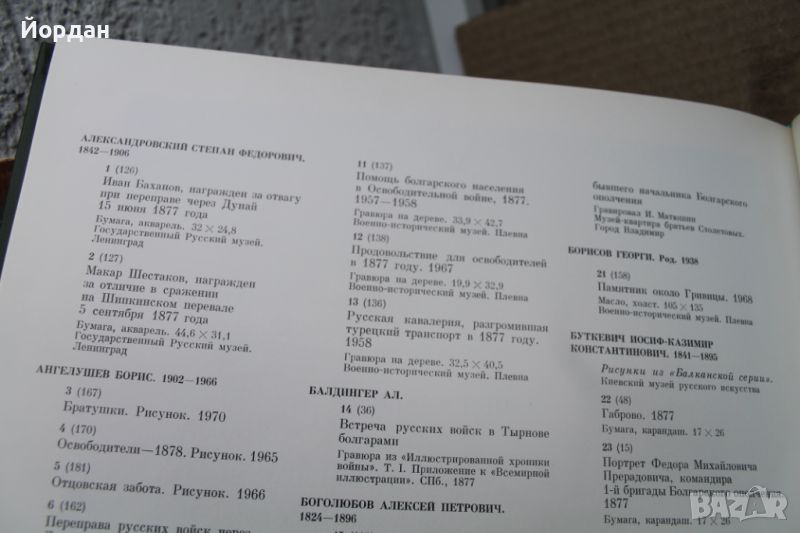 Йордан
АЛЕКСАНДРОВСКИЙ СТЕПАН ФЕДОРОВИЧ.
1842—1906
1 (126)
Иван Баханов, награжден за отвагу
при переправе через Дунай
15 июня 1877 года
Бумага, акварель. 32 × 24,8
Государственный Русский музей.
Ленинград
2 (127)
Макар Шестаков, награжден
за отличие в сражении
на Шипкинском перевале
5 сентября 1877 года
Бумага, акварель. 44,6 × 31,1
Государственный Русский музей.
Ленинград
АНГЕЛУШЕВ БОРИС. 1902—1966
3 (167)
Братушки. Рисунок. 1970
4 (170)
Освободители—1878. Рисунок. 1965
5 (181)
Отцовская забота. Рисунок. 1966
6 (162)
Переправа русских войск через
11 (137)
Помощь болгарского населения
в Освободительной войне, 1877.
1957—1958
Гравюра на дереве. 33,9 × 42,7
Военно-исторический музей. Плевна
12 (138)
Продовольствие для освободителей
в 1877 году. 1967
Гравюра на дереве. 19,9 × 32,9
Военно-исторический музей. Плевна
13 (136)
Русская кавалерия, разгромившая
турецкий транспорт в 1877 году.
1958
Гравюра на дереве. 32,5 × 40,5
Военно-исторический музей. Плевна
БАЛДИНГЕР АЛ.
14 (36)
Встреча русских войск в Тырнове
болгарами
Гравюра из «Иллюстрированной хроники
войны». Т. I. Приложение к «Всемирной
иллюстрации». СПб., 1877
БОГОЛЮБОВ АЛЕКСЕЙ ПЕТРОВИЧ.
1824—1896
бывшего начальника Болгарского
ополчения
Гравировал И. Матюшин
Музей-квартира братьев Столетовых.
Город Владимир
БОРИСОВ ГЕОРГИ. Род. 1938
21 (158)
Памятник около Гривицы. 1968
Масло, холст. 105 × 135
Военно-исторический музей. Плевна
БУТКЕВИЧ ИОСИФ-КАЗИМИР
КОНСТАНТИНОВИЧ. 1841—1895
Рисунки из «Балканской серии».
Киевский музей русского искусства
22 (48)
Габрово. 1877
Бумага, карандаш. 17 × 26
23 (15)
Портрет Федора Михайловича
Прерадовича, командира
1-й бригады Болгарского ополчения
1877
Бумага, карандаш. 17 × 26
BAZAR